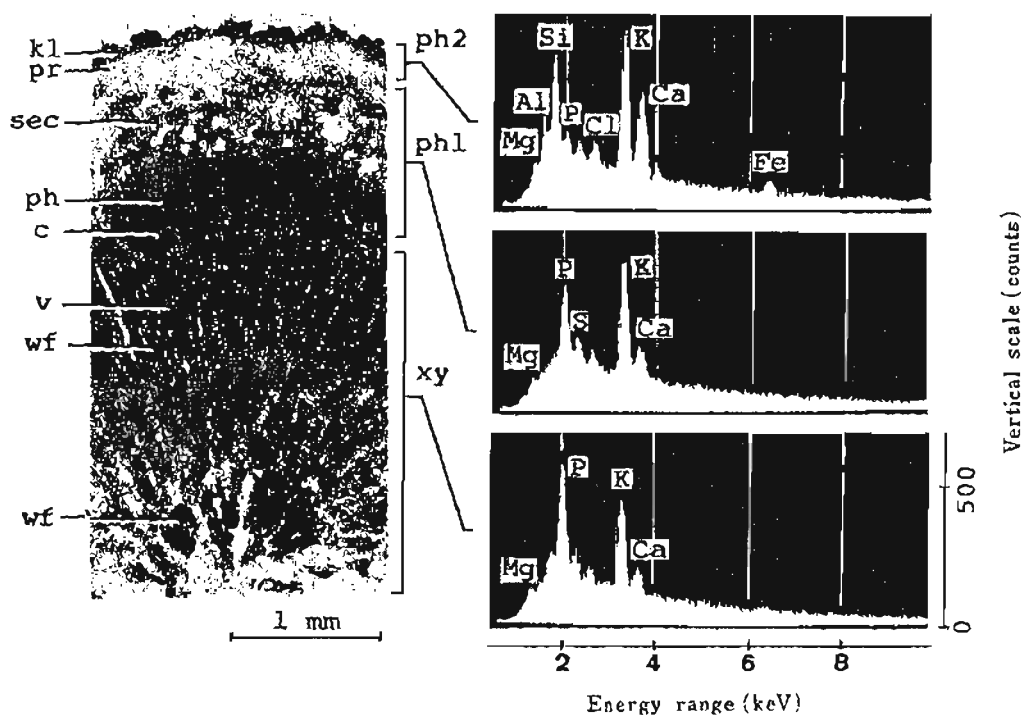 kl
pr
sec
ph
c
v
wf
wf
ph2
ph1
xy
1 mm
Si
K
Al
P
Cl
Ca
Mg
Fe
P
K
S
Ca
Mg
P
K
Ca
Mg
500
0
Vertical scale (counts)
2 4 6 8
Energy range (keV)